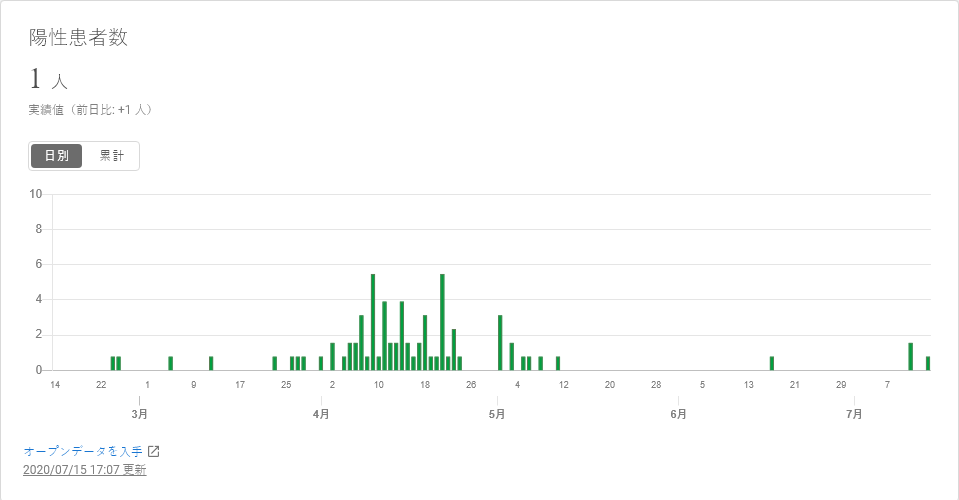 陽性患者数
1 人
実績値（前日比: +1 人）
日別 累計
10
8
6
4
2
0
14 22 1 9 17 25 2 10 18 26 4 12 20 28 5 13 21 29 7
3月 4月 5月 6月 7月
オープンデータを入手
2020/07/15 17:07 更新